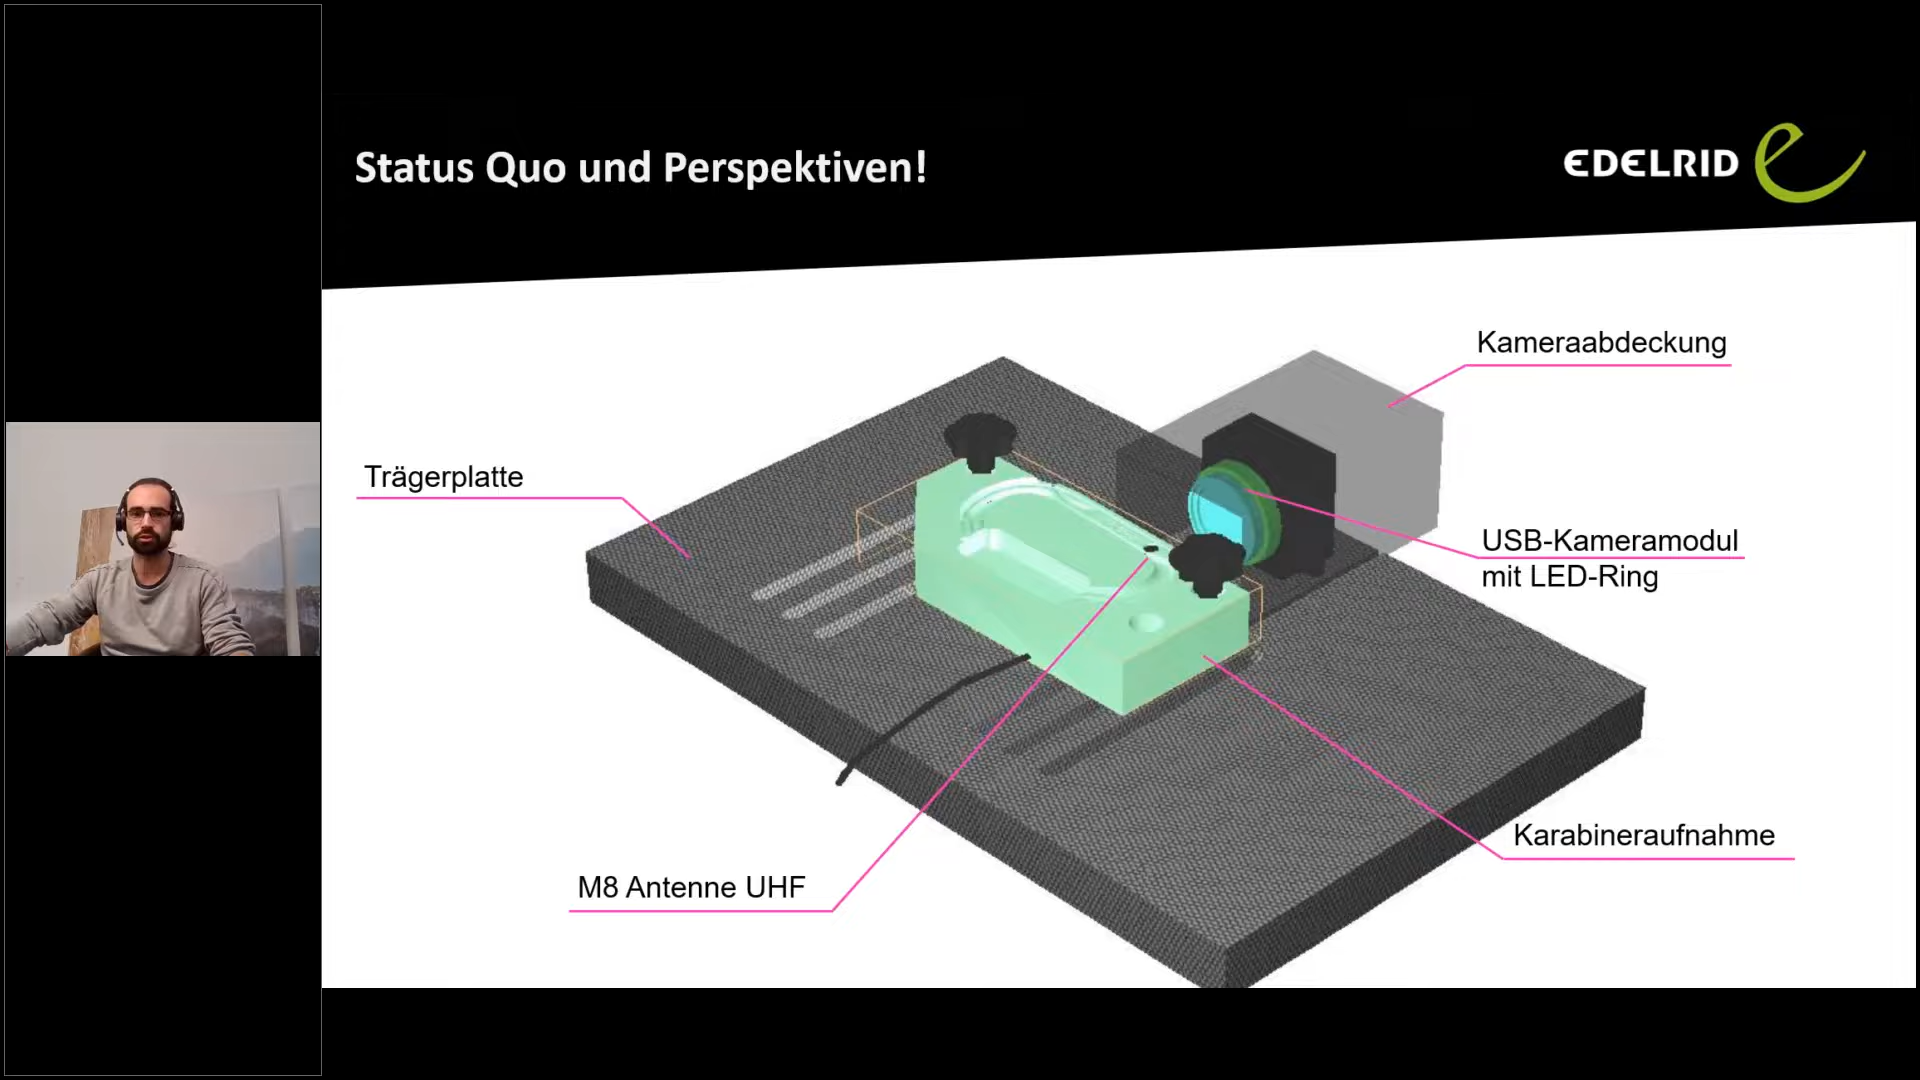 Status Quo und Perspektiven!
EDELRID
Kameraabdeckung
Trägerplatte
USB-Kameramodul
mit LED-Ring
Karabineraufnahme
M8 Antenne UHF